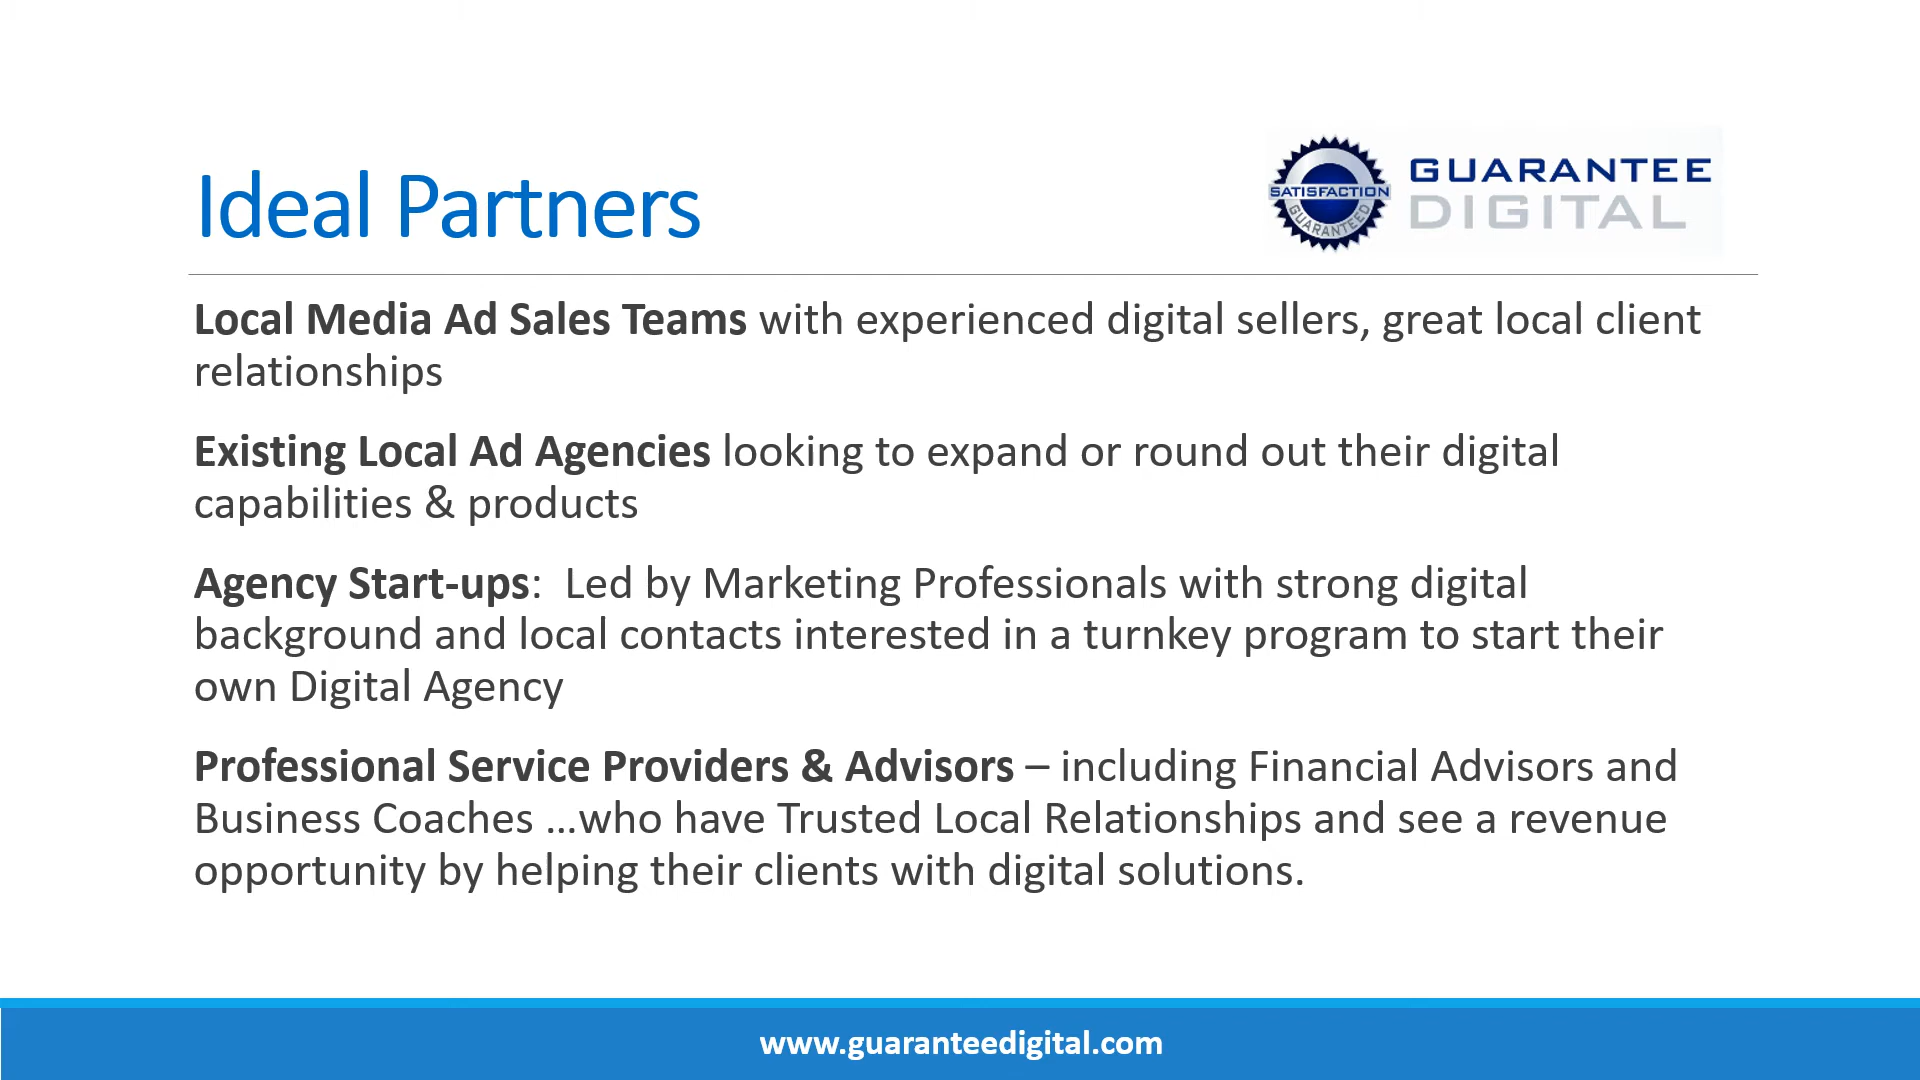 SATISFACTION
GUARANTEED
GUARANTEE
DIGITAL
Ideal Partners
Local Media Ad Sales Teams with experienced digital sellers, great local client
relationships
Existing Local Ad Agencies looking to expand or round out their digital
capabilities & products
Agency Start-ups:  Led by Marketing Professionals with strong digital
background and local contacts interested in a turnkey program to start their
own Digital Agency
Professional Service Providers & Advisors – including Financial Advisors and
Business Coaches …who have Trusted Local Relationships and see a revenue
opportunity by helping their clients with digital solutions.
www.guaranteedigital.com